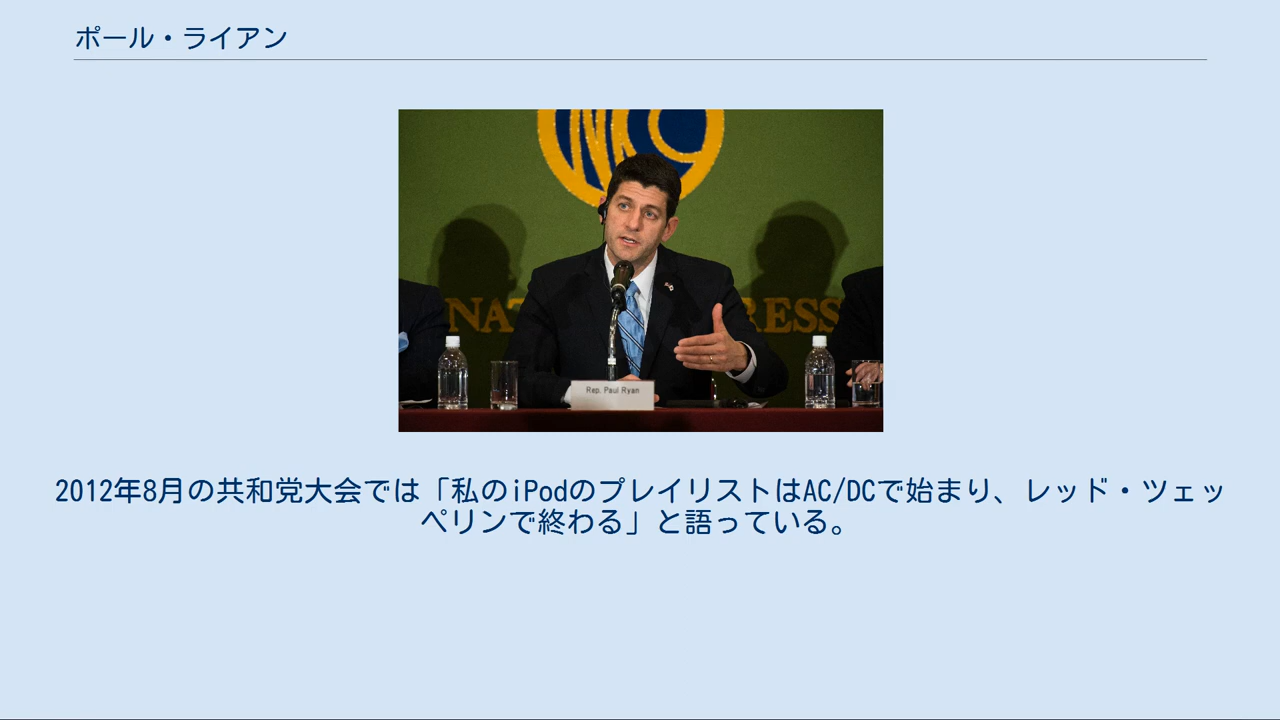 ポール・ライアン
NAT
RESS
Rep. Paul Ryan
2012年8月の共和党大会では「私のiPodのプレイリストはAC/DCで始まり、レッド・ツェッ
ペリンで終わる」と語っている。